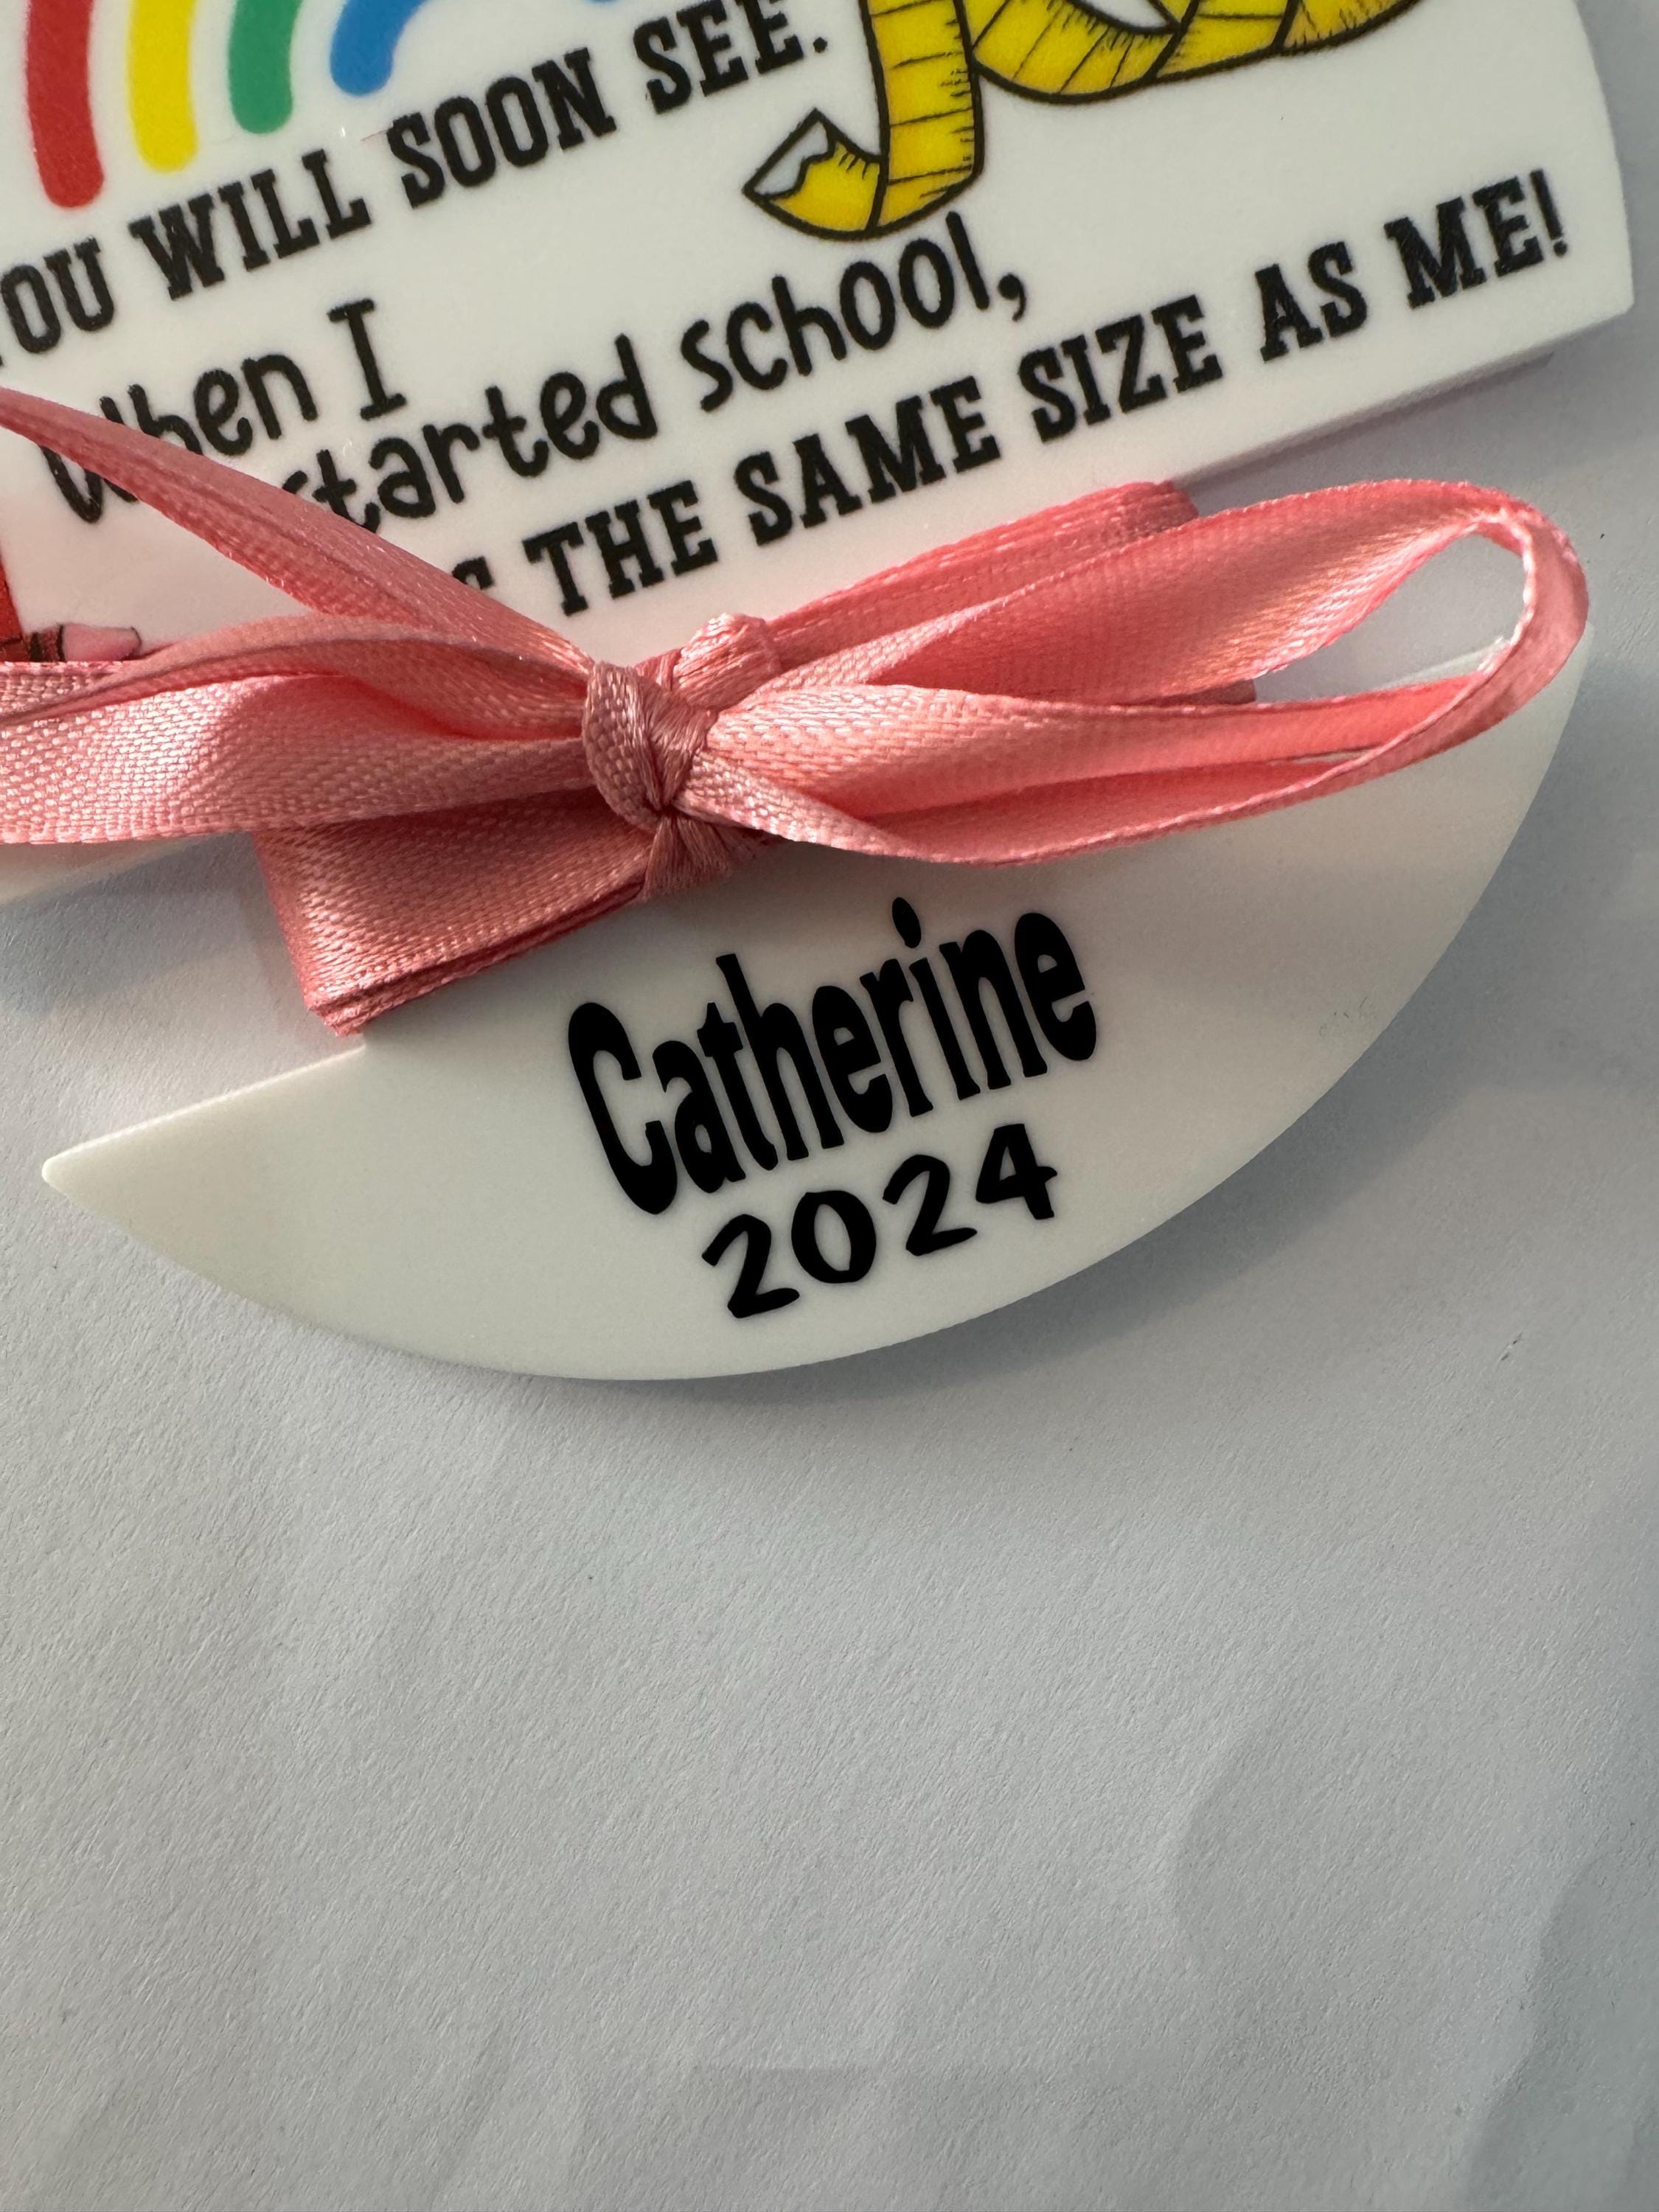 YOU WILL SOON SEE.
When I
started school,
THE SAME SIZE AS ME!
Catherine
2024